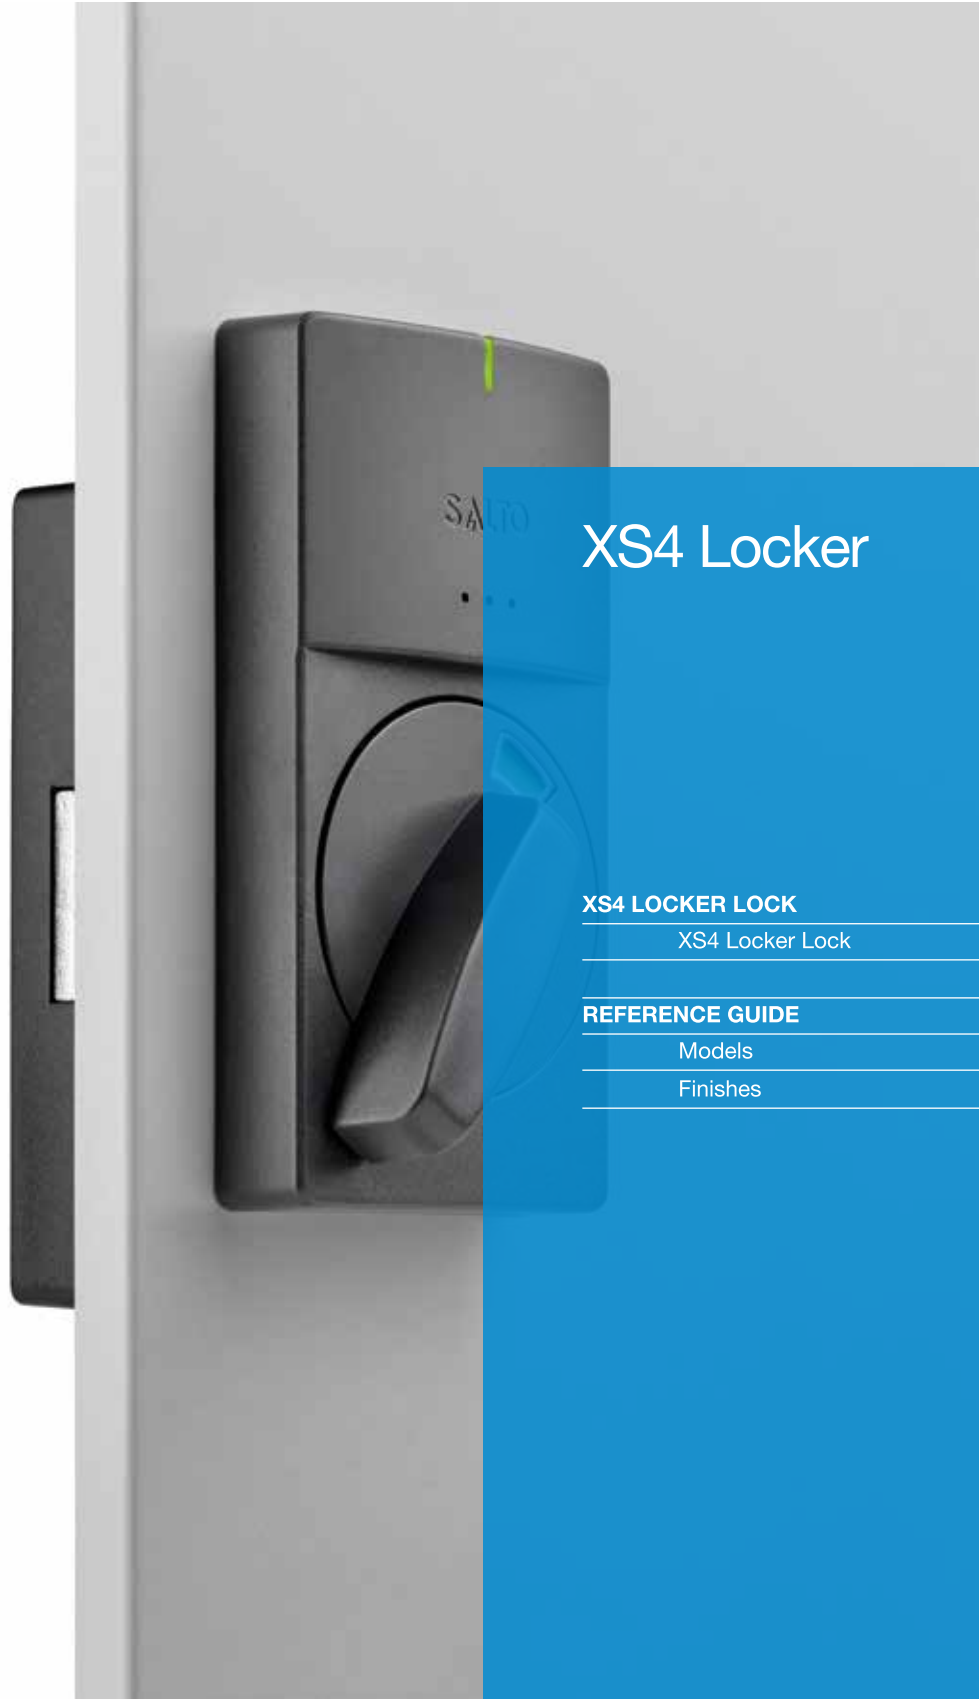 SALTO
XS4 Locker
XS4 LOCKER LOCK
XS4 Locker Lock
REFERENCE GUIDE
Models
Finishes